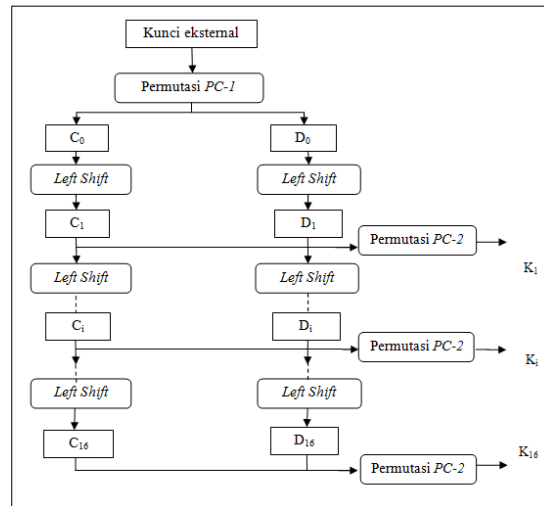 Kunci eksternal
Permutasi PC-1
C₀
D₀
Left Shift
Left Shift
C₁
D₁
Permutasi PC-2
K₁
Left Shift
Left Shift
Cᵢ
Dᵢ
Permutasi PC-2
Kᵢ
Left Shift
Left Shift
C₁₆
D₁₆
Permutasi PC-2
K₁₆